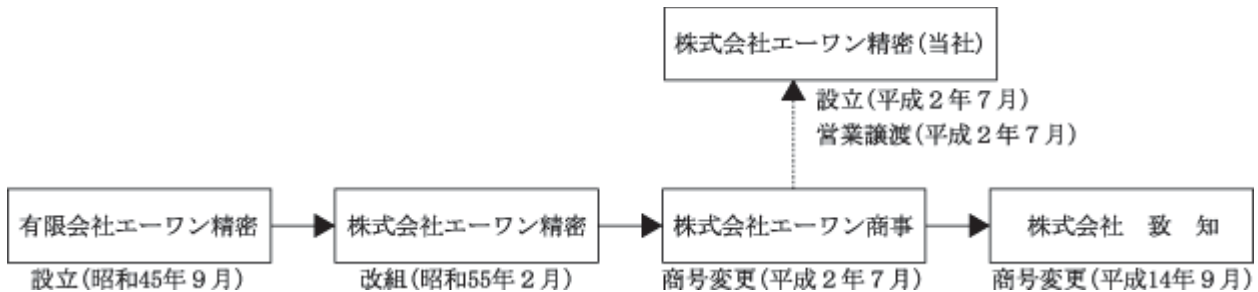 株式会社エーワン精密(当社)
設立(平成2年7月)
営業譲渡(平成2年7月)
有限会社エーワン精密
株式会社エーワン精密
株式会社エーワン商事
株式会社 致 知
設立(昭和45年9月)
改組(昭和55年2月)
商号変更(平成2年7月)
商号変更(平成14年9月)